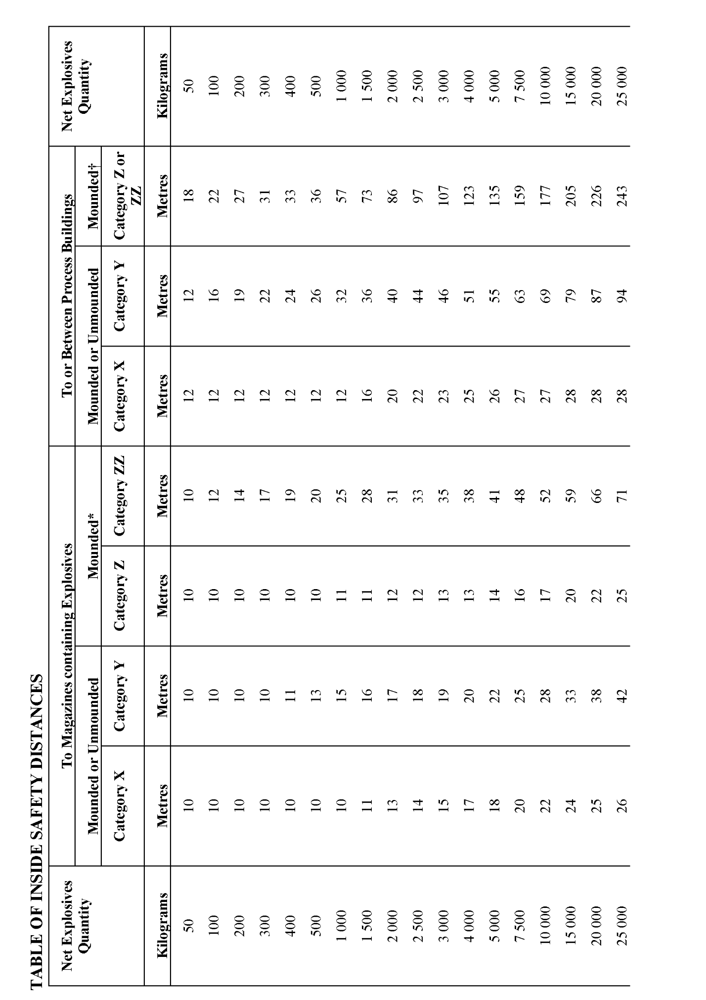 TABLE OF INSIDE SAFETY DISTANCES
Net Explosives Quantity To Magazines containing Explosives To or Between Process Buildings Net Explosives Quantity
Mounded or Unmounded Mounded* Mounded or Unmounded Mounded†
Category X Category Y Category Z Category ZZ Category X Category Y Category Z or ZZ
Kilograms Metres Metres Metres Metres Metres Metres Metres Kilograms
50 10 10 10 10 12 12 18 50
100 10 10 10 12 12 16 22 100
200 10 10 10 14 12 19 27 200
300 10 10 10 17 12 22 31 300
400 10 11 10 19 12 24 33 400
500 10 13 10 20 12 26 36 500
1 000 10 15 11 25 12 32 57 1 000
1 500 11 16 11 28 16 36 73 1 500
2 000 13 17 12 31 20 40 86 2 000
2 500 14 18 12 33 22 44 97 2 500
3 000 15 19 13 35 23 46 107 3 000
4 000 17 20 13 38 25 51 123 4 000
5 000 18 22 14 41 26 55 135 5 000
7 500 20 25 16 48 27 63 159 7 500
10 000 22 28 17 52 27 69 177 10 000
15 000 24 33 20 59 28 79 205 15 000
20 000 25 38 22 66 28 87 226 20 000
25 000 26 42 25 71 28 94 243 25 000